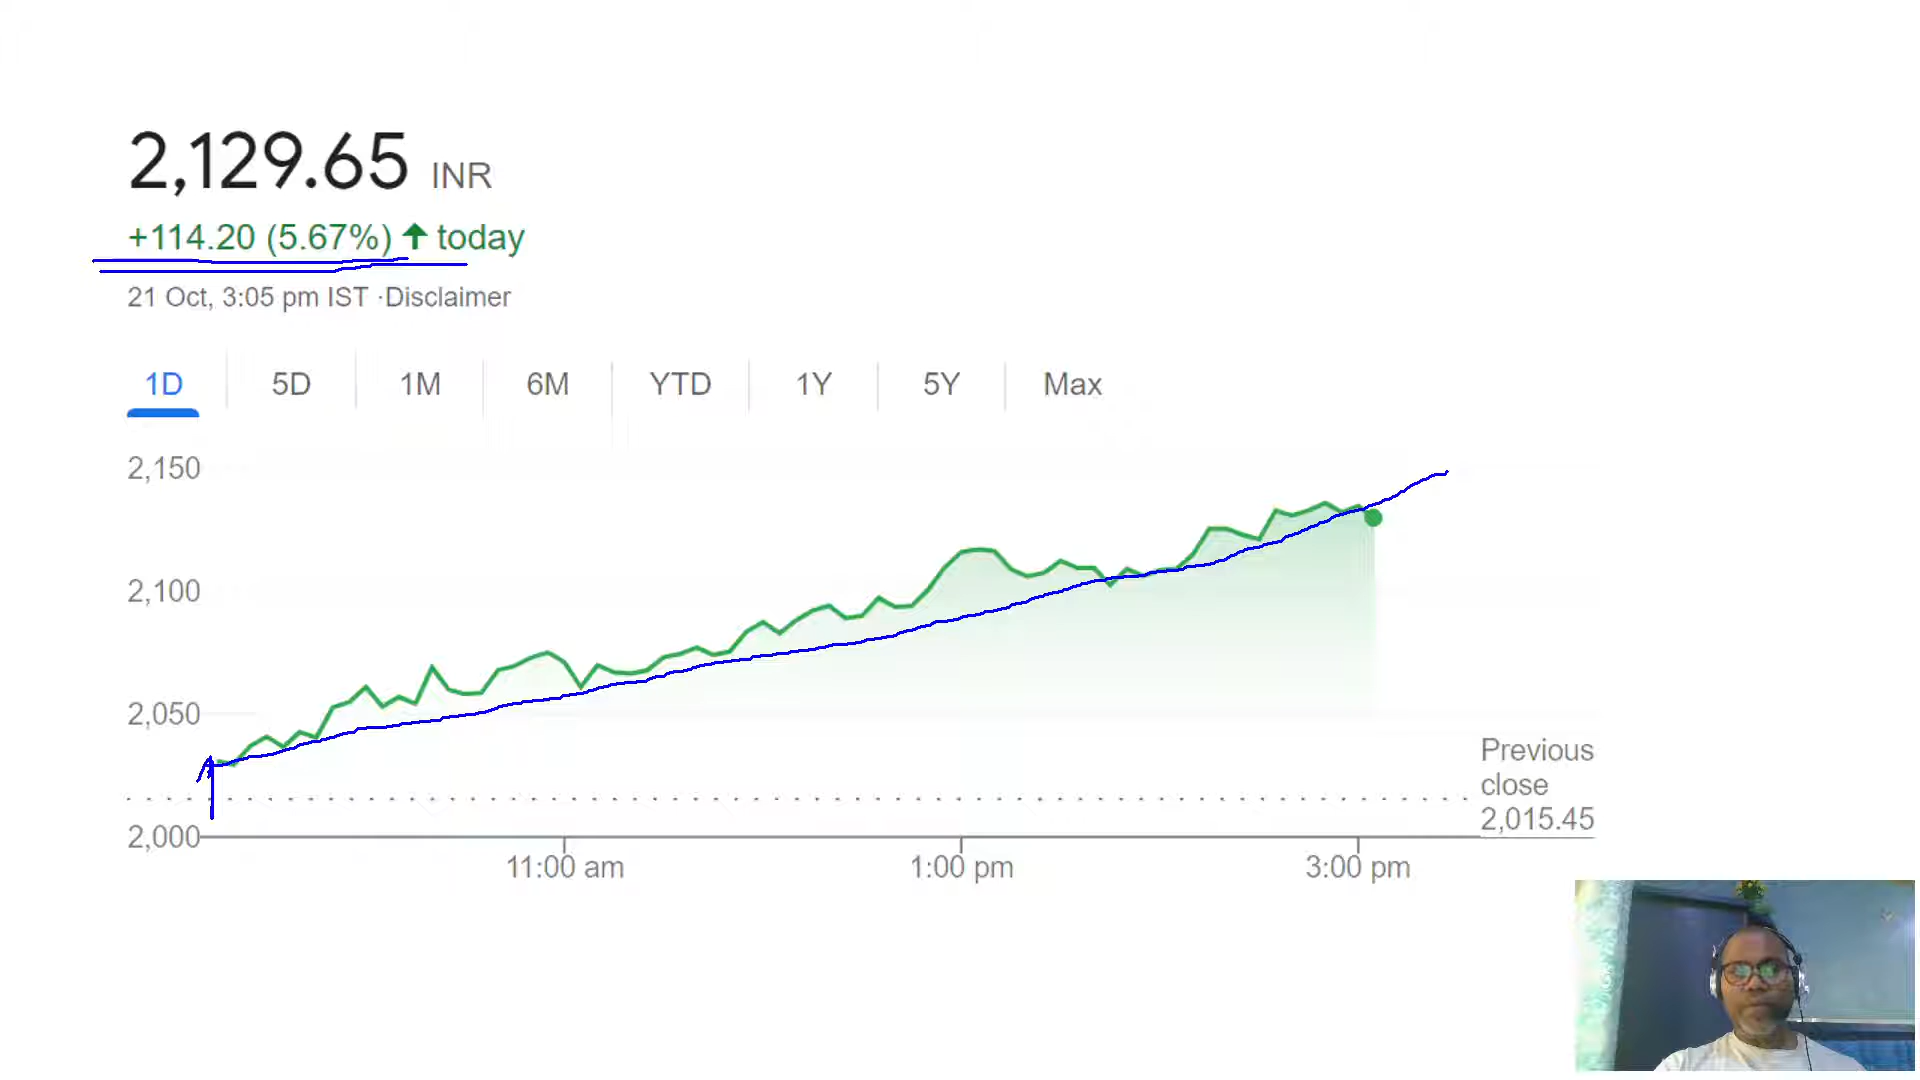 2,129.65 INR
+114.20 (5.67%) ↑ today
21 Oct, 3:05 pm IST ·Disclaimer
1D 5D 1M 6M YTD 1Y 5Y Max
2,150
2,100
2,050
2,000
Previous
close
2,015.45
11:00 am 1:00 pm 3:00 pm